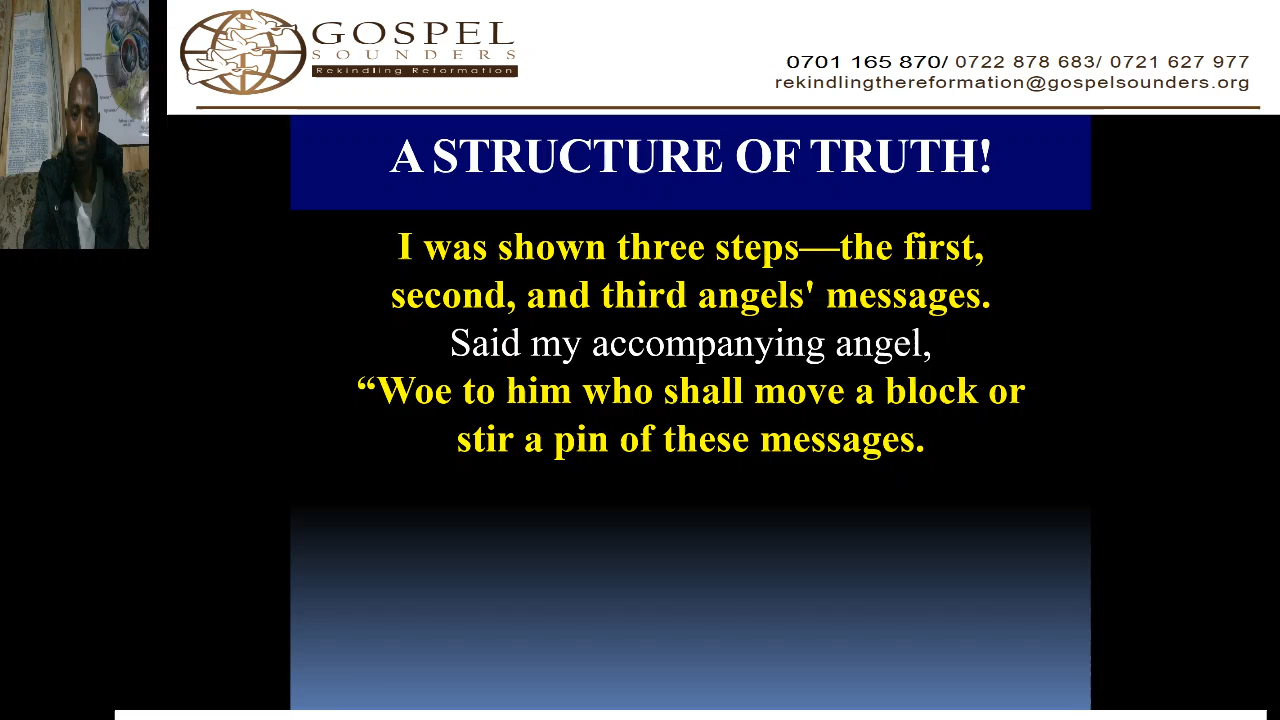 GOSPEL
SOUNDERS
Rekindling Reformation
0701 165 870/ 0722 878 683/ 0721 627 977
rekindlingthereformation@gospelsounders.org
A STRUCTURE OF TRUTH!
I was shown three steps—the first,
second, and third angels' messages.
Said my accompanying angel,
“Woe to him who shall move a block or
stir a pin of these messages.